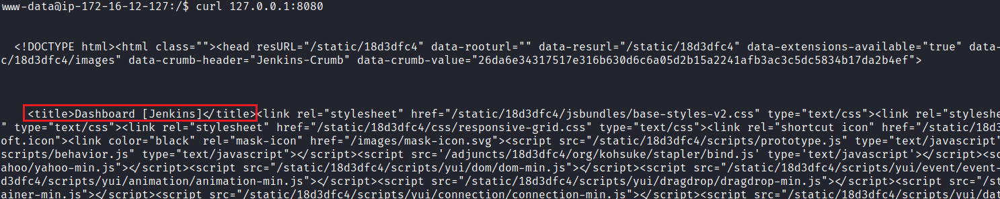 www-data@ip-172-16-12-127:/$ curl 127.0.0.1:8080
<!DOCTYPE html><html class=""><head resURL="/static/18d3dfc4" data-rooturl="" data-resurl="/static/18d3dfc4" data-extensions-available="true" data-
c/18d3dfc4/images" data-crumb-header="Jenkins-Crumb" data-crumb-value="26da6e34317517e316b630d6c6a05d2b15a2241afb3ac3c5dc5834b17da2b4ef">
<title>Dashboard [Jenkins]</title><link rel="stylesheet" href="/static/18d3dfc4/jsbundles/base-styles-v2.css" type="text/css"><link rel="styleshe
" type="text/css"><link rel="stylesheet" href="/static/18d3dfc4/css/responsive-grid.css" type="text/css"><link rel="shortcut icon" href="/static/18d3
oft.icon"><link color="black" rel="mask-icon" href="/images/mask-icon.svg"><script src="/static/18d3dfc4/scripts/prototype.js" type="text/javascript"
scripts/behavior.js" type="text/javascript"></script><script src='/adjuncts/18d3dfc4/org/kohsuke/stapler/bind.js' type='text/javascript'></script><sc
ahoo/yahoo-min.js"></script><script src="/static/18d3dfc4/scripts/yui/dom/dom-min.js"></script><script src="/static/18d3dfc4/scripts/yui/event/event-
d3dfc4/scripts/yui/animation/animation-min.js"></script><script src="/static/18d3dfc4/scripts/yui/dragdrop/dragdrop-min.js"></script><script src="/st
ainer-min.js"></script><script src="/static/18d3dfc4/scripts/yui/connection/connection-min.js"></script><script src="/static/18d3dfc4/scripts/yui/dat